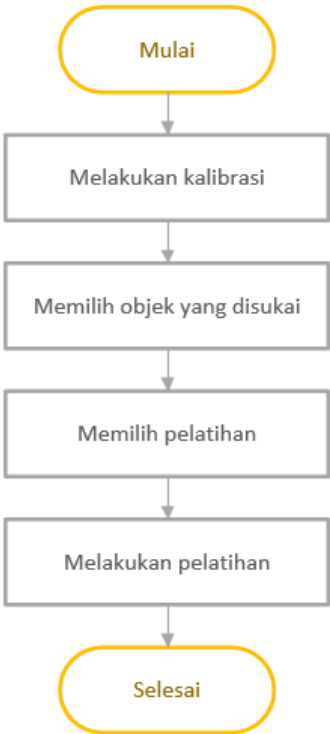 Mulai
Melakukan kalibrasi
Memilih objek yang disukai
Memilih pelatihan
Melakukan pelatihan
Selesai